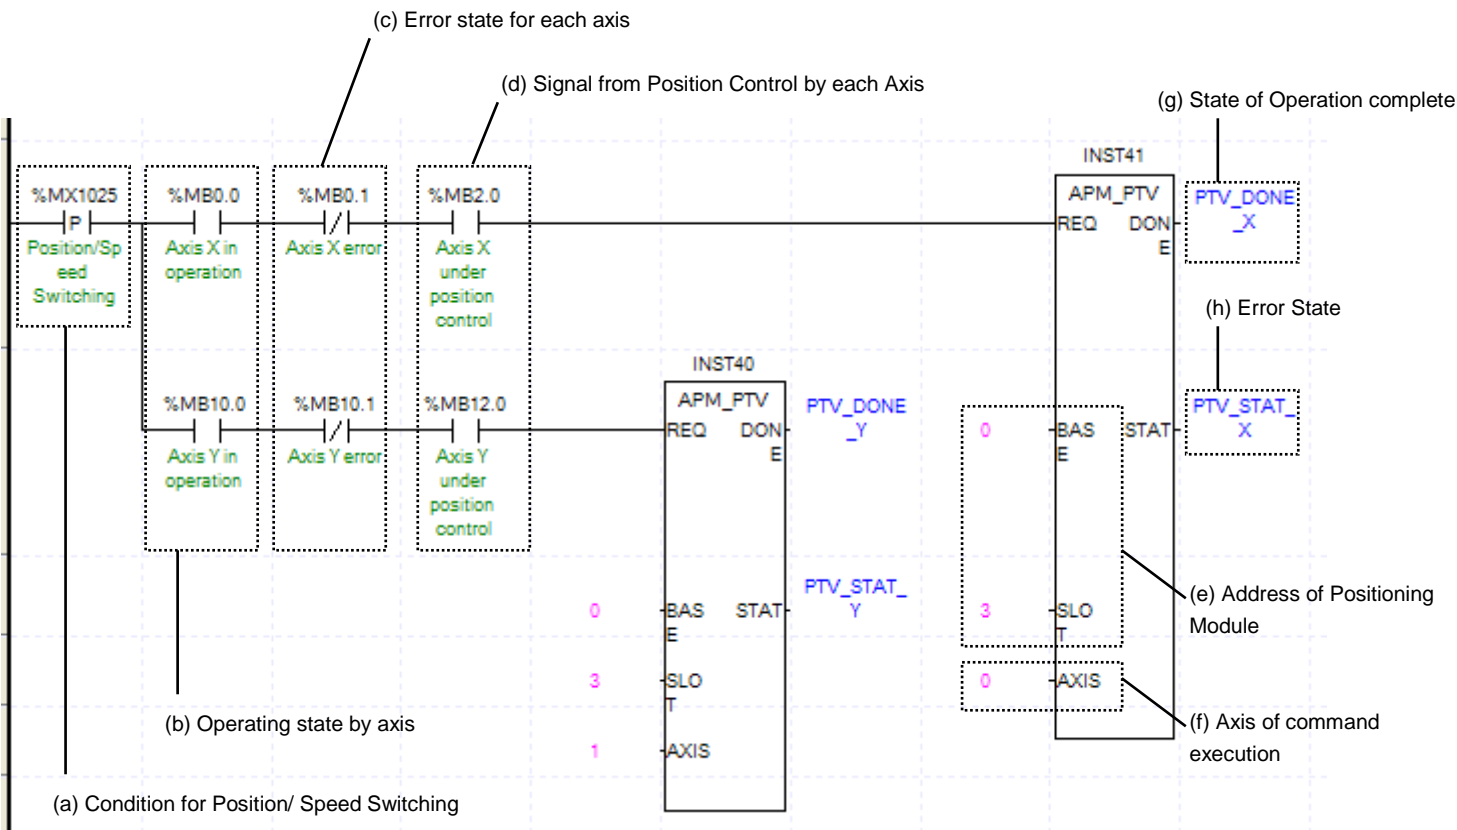 (c) Error state for each axis
(d) Signal from Position Control by each Axis
(g) State of Operation complete
INST41
%MX1025
%MB0.0
%MB0.1
%MB2.0
APM_PTV
PTV_DONE
_X
P
REQ
DON
E
Position/Sp
eed
Switching
Axis X in
operation
Axis X error
Axis X
under
position
control
(h) Error State
INST40
%MB10.0
%MB10.1
%MB12.0
APM_PTV
PTV_DONE
_Y
REQ
DON
E
0
BAS
E
STAT
PTV_STAT_
X
Axis Y in
operation
Axis Y error
Axis Y
under
position
control
0
BAS
E
STAT
PTV_STAT_
Y
3
SLO
T
(e) Address of Positioning
Module
3
SLO
T
0
AXIS
(f) Axis of command
execution
1
AXIS
(b) Operating state by axis
(a) Condition for Position/ Speed Switching